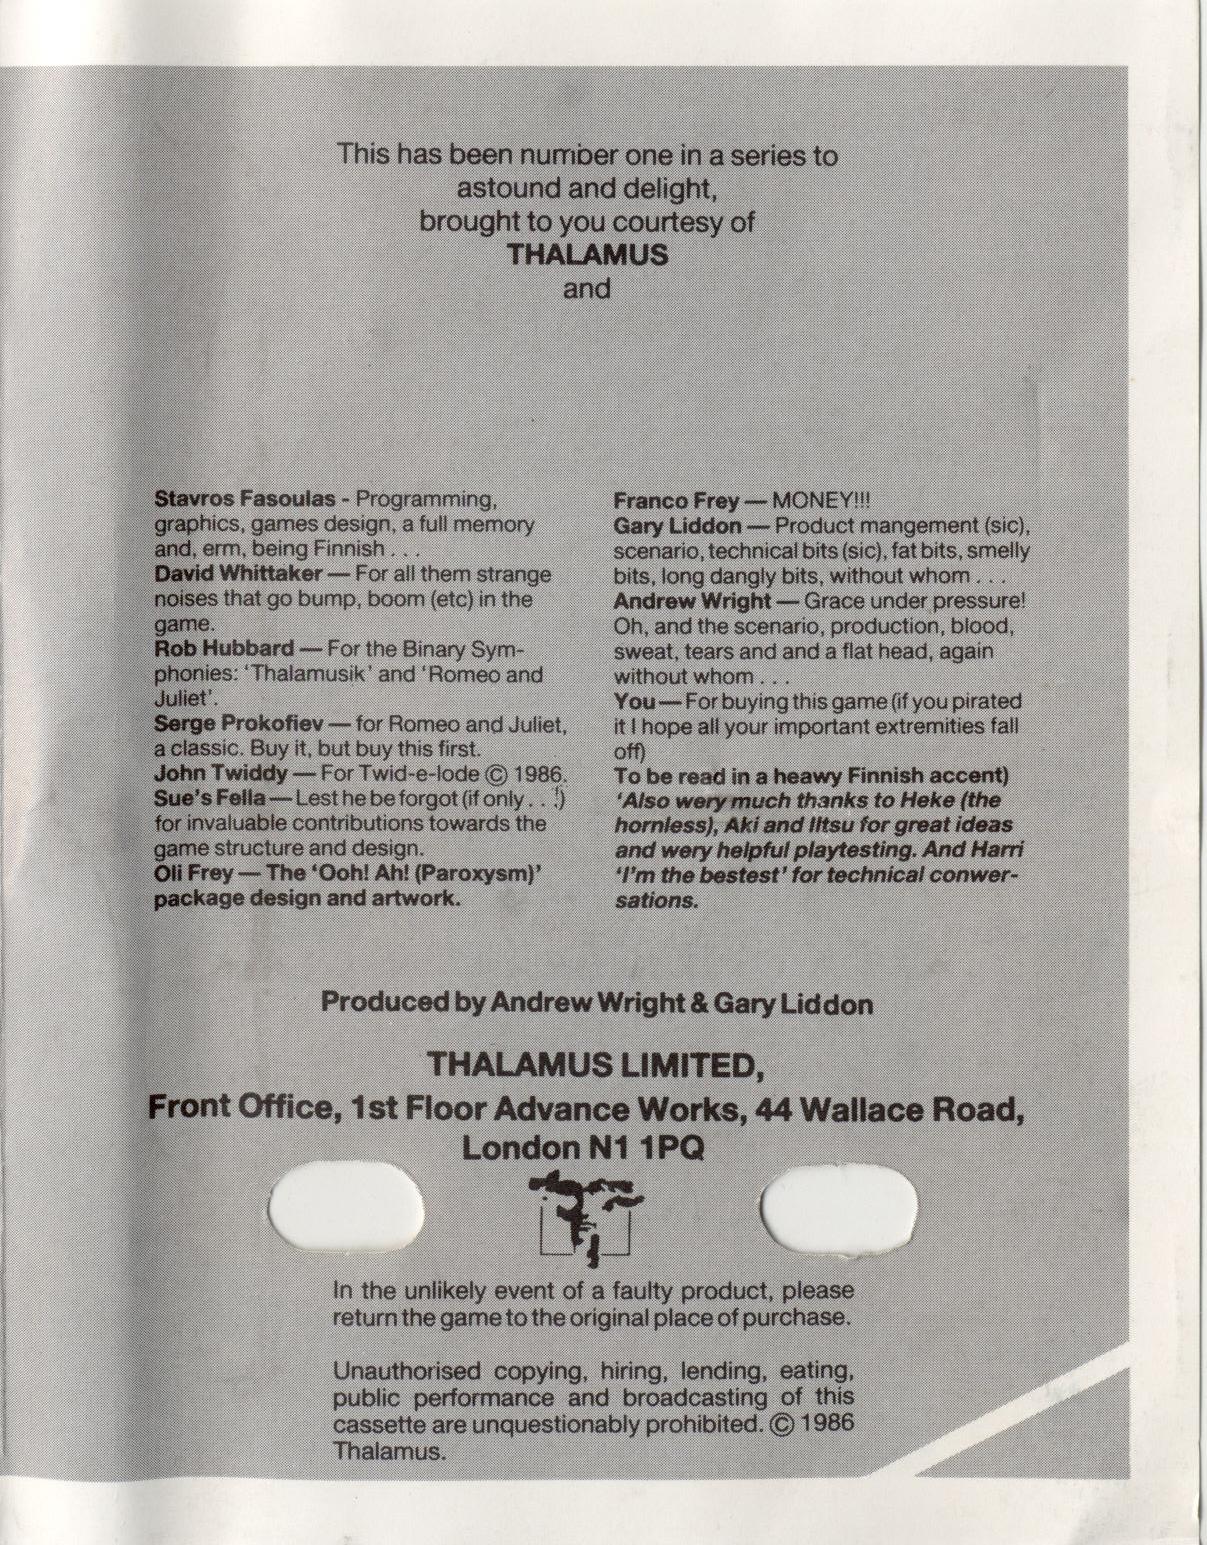 This has been number one in a series to
astound and delight,
brought to you courtesy of
THALAMUS
and
Stavros Fasoulas - Programming,
graphics, games design, a full memory
and, erm, being Finnish . . .
David Whittaker — For all them strange
noises that go bump, boom (etc) in the
game.
Rob Hubbard — For the Binary Sym-
phonies: ‘Thalamusik’ and ‘Romeo and
Juliet’.
Serge Prokofiev — for Romeo and Juliet,
a classic. Buy it, but buy this first.
John Twiddy — For Twid-e-lode © 1986.
Sue's Fella — Lest he be forgot (if only . . !)
for invaluable contributions towards the
game structure and design.
Oli Frey — The ‘Ooh! Ah! (Paroxysm)’
package design and artwork.
Franco Frey — MONEY!!!
Gary Liddon — Product mangement (sic),
scenario, technical bits (sic), fat bits, smelly
bits, long dangly bits, without whom . . .
Andrew Wright — Grace under pressure!
Oh, and the scenario, production, blood,
sweat, tears and and a flat head, again
without whom . . .
You — For buying this game (if you pirated
it I hope all your important extremities fall
off)
To be read in a heawy Finnish accent)
‘Also wery much thanks to Heke (the
hornless), Aki and Iltsu for great ideas
and wery helpful playtesting. And Harri
‘I'm the bestest’ for technical conwer-
sations.
Produced by Andrew Wright & Gary Liddon
THALAMUS LIMITED,
Front Office, 1st Floor Advance Works, 44 Wallace Road,
London N1 1PQ
In the unlikely event of a faulty product, please
return the game to the original place of purchase.
Unauthorised copying, hiring, lending, eating,
public performance and broadcasting of this
cassette are unquestionably prohibited. © 1986
Thalamus.